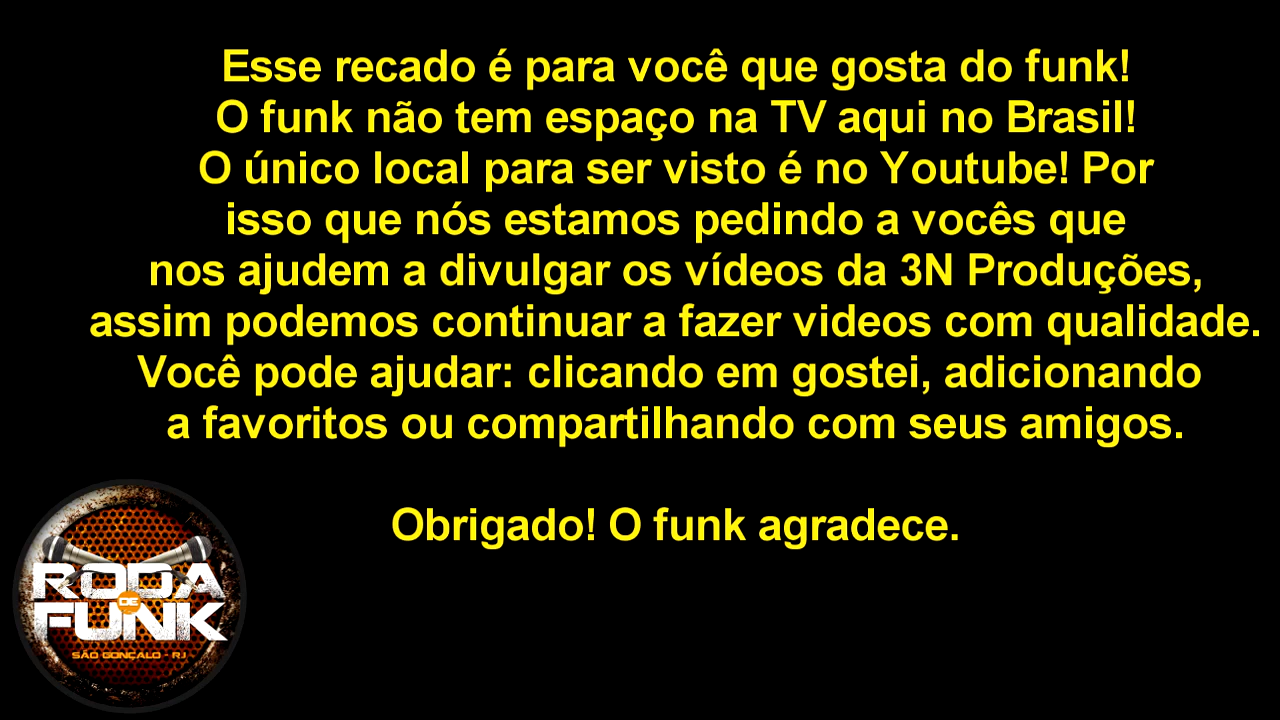 Esse recado é para você que gosta do funk!
O funk não tem espaço na TV aqui no Brasil!
O único local para ser visto é no Youtube! Por
isso que nós estamos pedindo a vocês que
nos ajudem a divulgar os vídeos da 3N Produções,
assim podemos continuar a fazer videos com qualidade.
Você pode ajudar: clicando em gostei, adicionando
a favoritos ou compartilhando com seus amigos.
Obrigado! O funk agradece.
RODA
DE
FUNK
SÃO GONÇALO - RJ